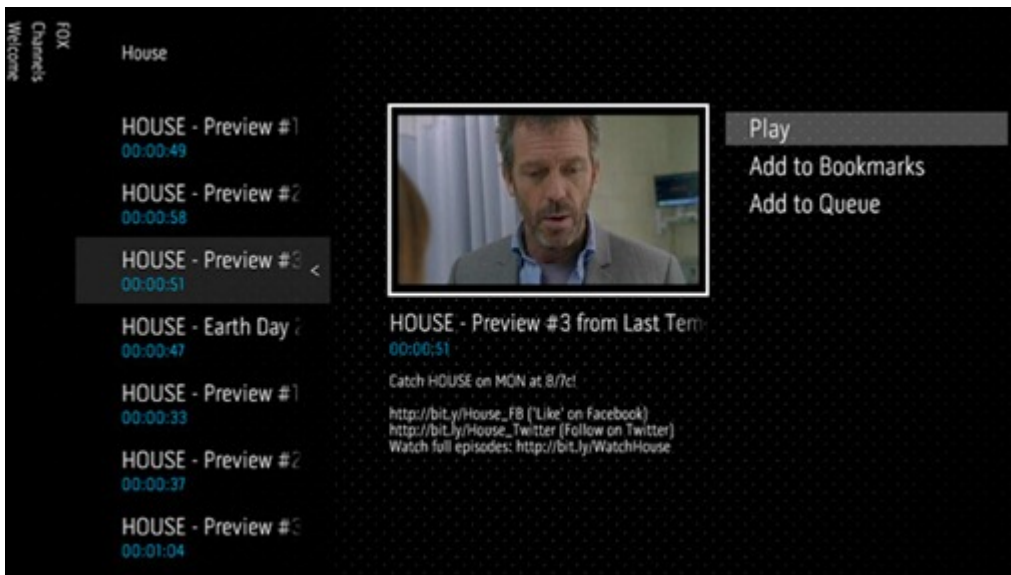 FOX
Channels
Welcome
House
HOUSE - Preview #1
00:00:49
HOUSE - Preview #2
00:00:58
HOUSE - Preview #3
<
00:00:51
HOUSE - Earth Day
00:00:47
HOUSE - Preview #1
00:00:33
HOUSE - Preview #2
00:00:37
HOUSE - Preview #3
00:01:04
HOUSE - Preview #3 from Last Tem
00:00:51
Catch HOUSE on MON at 8/7c!
http://bit.y/House_FB ('Like' on Facebook)
http://bit.ly/House_Twitter (Follow on Twitter)
Watch full episodes: http://bit.ly/WatchHouse
Play
Add to Bookmarks
Add to Queue